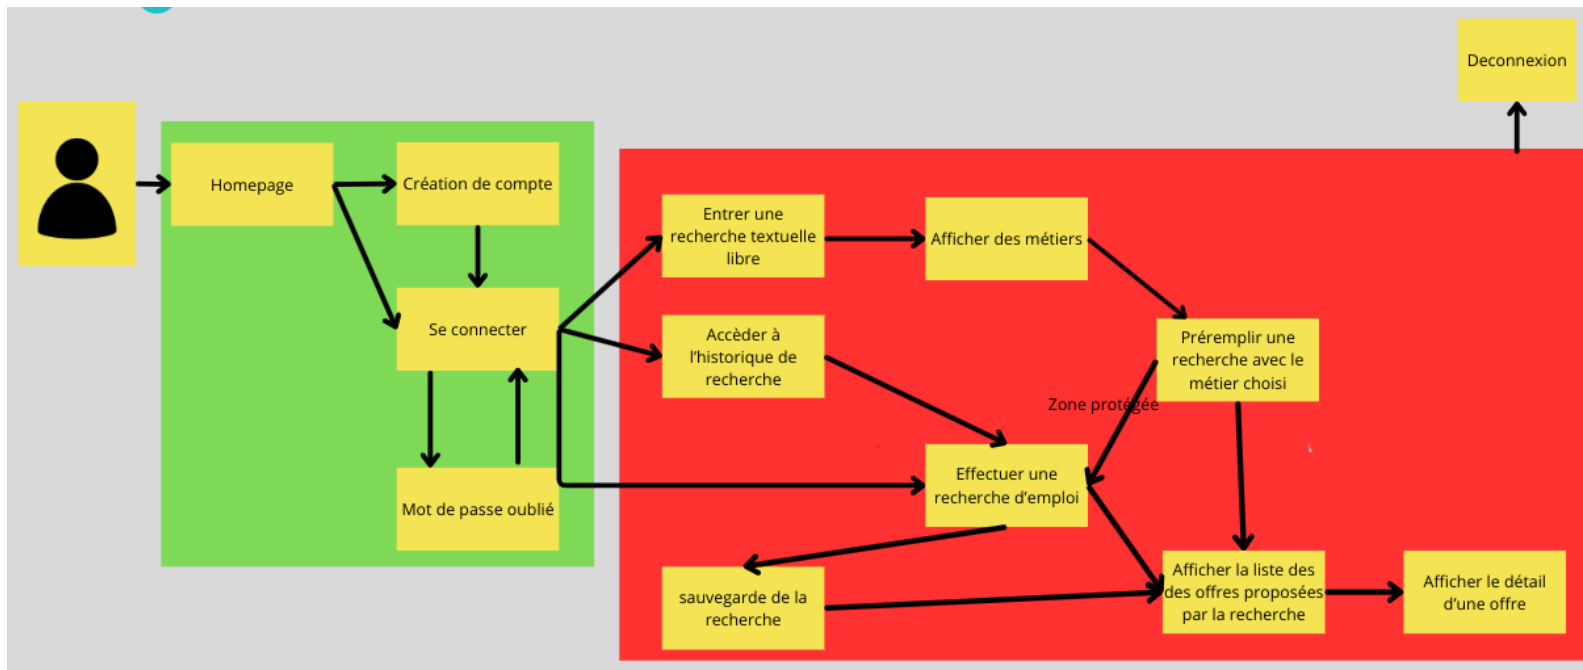 Deconnexion
Homepage
Création de compte
Se connecter
Mot de passe oublié
Entrer une
recherche textuelle
libre
Afficher des métiers
Accèder à
l’historique de
recherche
Préremplir une
recherche avec le
métier choisi
Zone protégée
Effectuer une
recherche d’emploi
sauvegarde de la
recherche
Afficher la liste des
des offres proposées
par la recherche
Afficher le détail
d’une offre